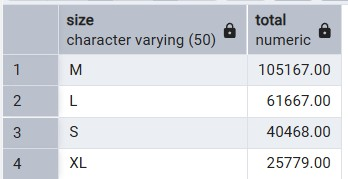 size total
character varying (50) numeric
1 M 105167.00
2 L 61667.00
3 S 40468.00
4 XL 25779.00